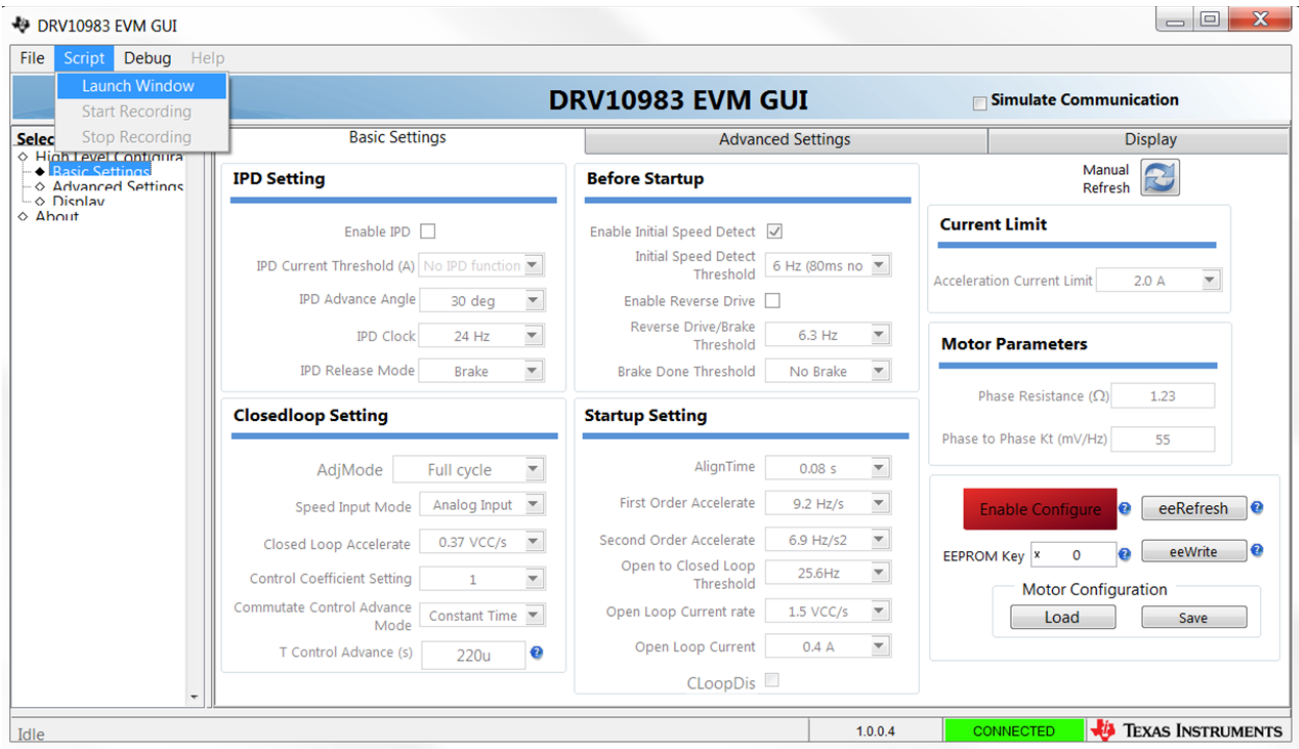 DRV10983 EVM GUI
File Script Debug Help
Launch Window
Start Recording
Stop Recording
DRV10983 EVM GUI
Simulate Communication
Selec
High Level Configura
Basic Settings
Advanced Settings
Display
About
Basic Settings
Advanced Settings
Display
IPD Setting
Enable IPD
IPD Current Threshold (A) No IPD function
IPD Advance Angle 30 deg
IPD Clock 24 Hz
IPD Release Mode Brake
Closedloop Setting
AdjMode Full cycle
Speed Input Mode Analog Input
Closed Loop Accelerate 0.37 VCC/s
Control Coefficient Setting 1
Commutate Control Advance
Mode Constant Time
T Control Advance (s) 220u ?
Before Startup
Enable Initial Speed Detect
Initial Speed Detect
Threshold 6 Hz (80ms no
Enable Reverse Drive
Reverse Drive/Brake
Threshold 6.3 Hz
Brake Done Threshold No Brake
Startup Setting
AlignTime 0.08 s
First Order Accelerate 9.2 Hz/s
Second Order Accelerate 6.9 Hz/s2
Open to Closed Loop
Threshold 25.6Hz
Open Loop Current rate 1.5 VCC/s
Open Loop Current 0.4 A
CLoopDis
Manual
Refresh
Current Limit
Acceleration Current Limit 2.0 A
Motor Parameters
Phase Resistance (Ω) 1.23
Phase to Phase Kt (mV/Hz) 55
Enable Configure ? eeRefresh ?
EEPROM Key x 0 ? eeWrite ?
Motor Configuration
Load Save
Idle 1.0.0.4 CONNECTED TEXAS INSTRUMENTS